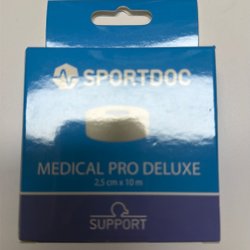 SPORTDOC
MEDICAL PRO DELUXE
2,5 cm x 10 m
SUPPORT